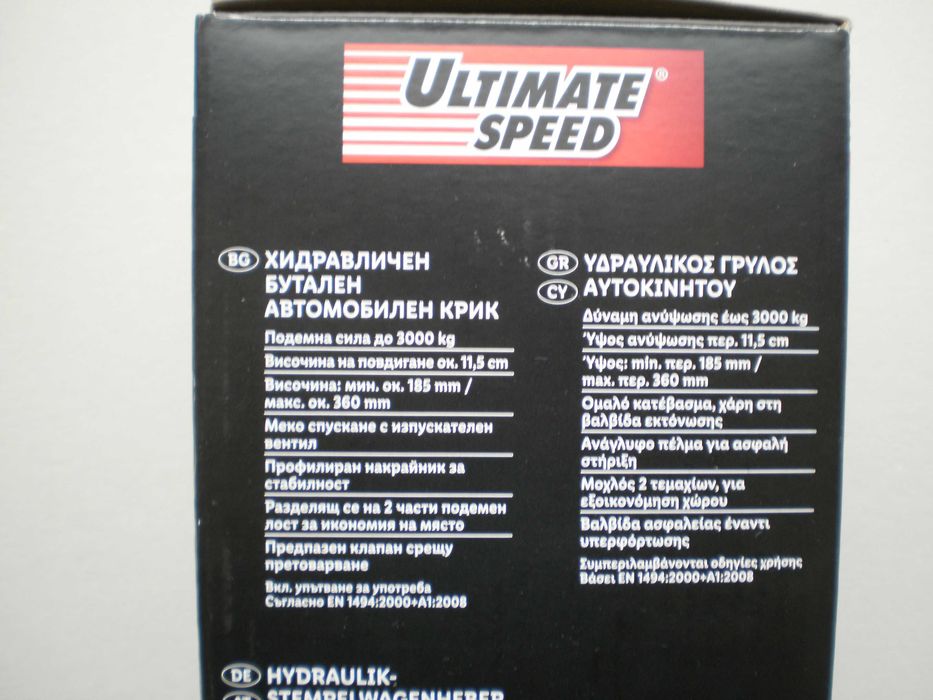 ULTIMATE ®
SPEED
BG ХИДРАВЛИЧЕН
БУТАЛЕН
АВТОМОБИЛЕН КРИК
Подемна сила до 3000 kg
Височина на повдигане ок. 11,5 cm
Височина: мин. ок. 185 mm /
макс. ок. 360 mm
Меко спускане с изпускателен
вентил
Профилиран накрайник за
стабилност
Разделящ се на 2 части подемен
лост за икономия на място
Предпазен клапан срещу
претоварване
Вкл. упътване за употреба
Съгласно EN 1494:2000+A1:2008
GR ΥΔΡΑΥΛΙΚΟΣ ΓΡΥΛΟΣ
CY ΑΥΤΟΚΙΝΗΤΟΥ
Δύναμη ανύψωσης έως 3000 kg
Ύψος ανύψωσης περ. 11,5 cm
Ύψος: min. περ. 185 mm /
max. περ. 360 mm
Ομαλό κατέβασμα, χάρη στη
βαλβίδα εκτόνωσης
Ανάγλυφο πέλμα για ασφαλή
στήριξη
Μοχλός 2 τεμαχίων, για
εξοικονόμηση χώρου
Βαλβίδα ασφαλείας έναντι
υπερφόρτωσης
Συμπεριλαμβάνονται οδηγίες χρήσης
Βάσει EN 1494:2000+A1:2008
DE HYDRAULIK-
STEMPELWAGENHEBER